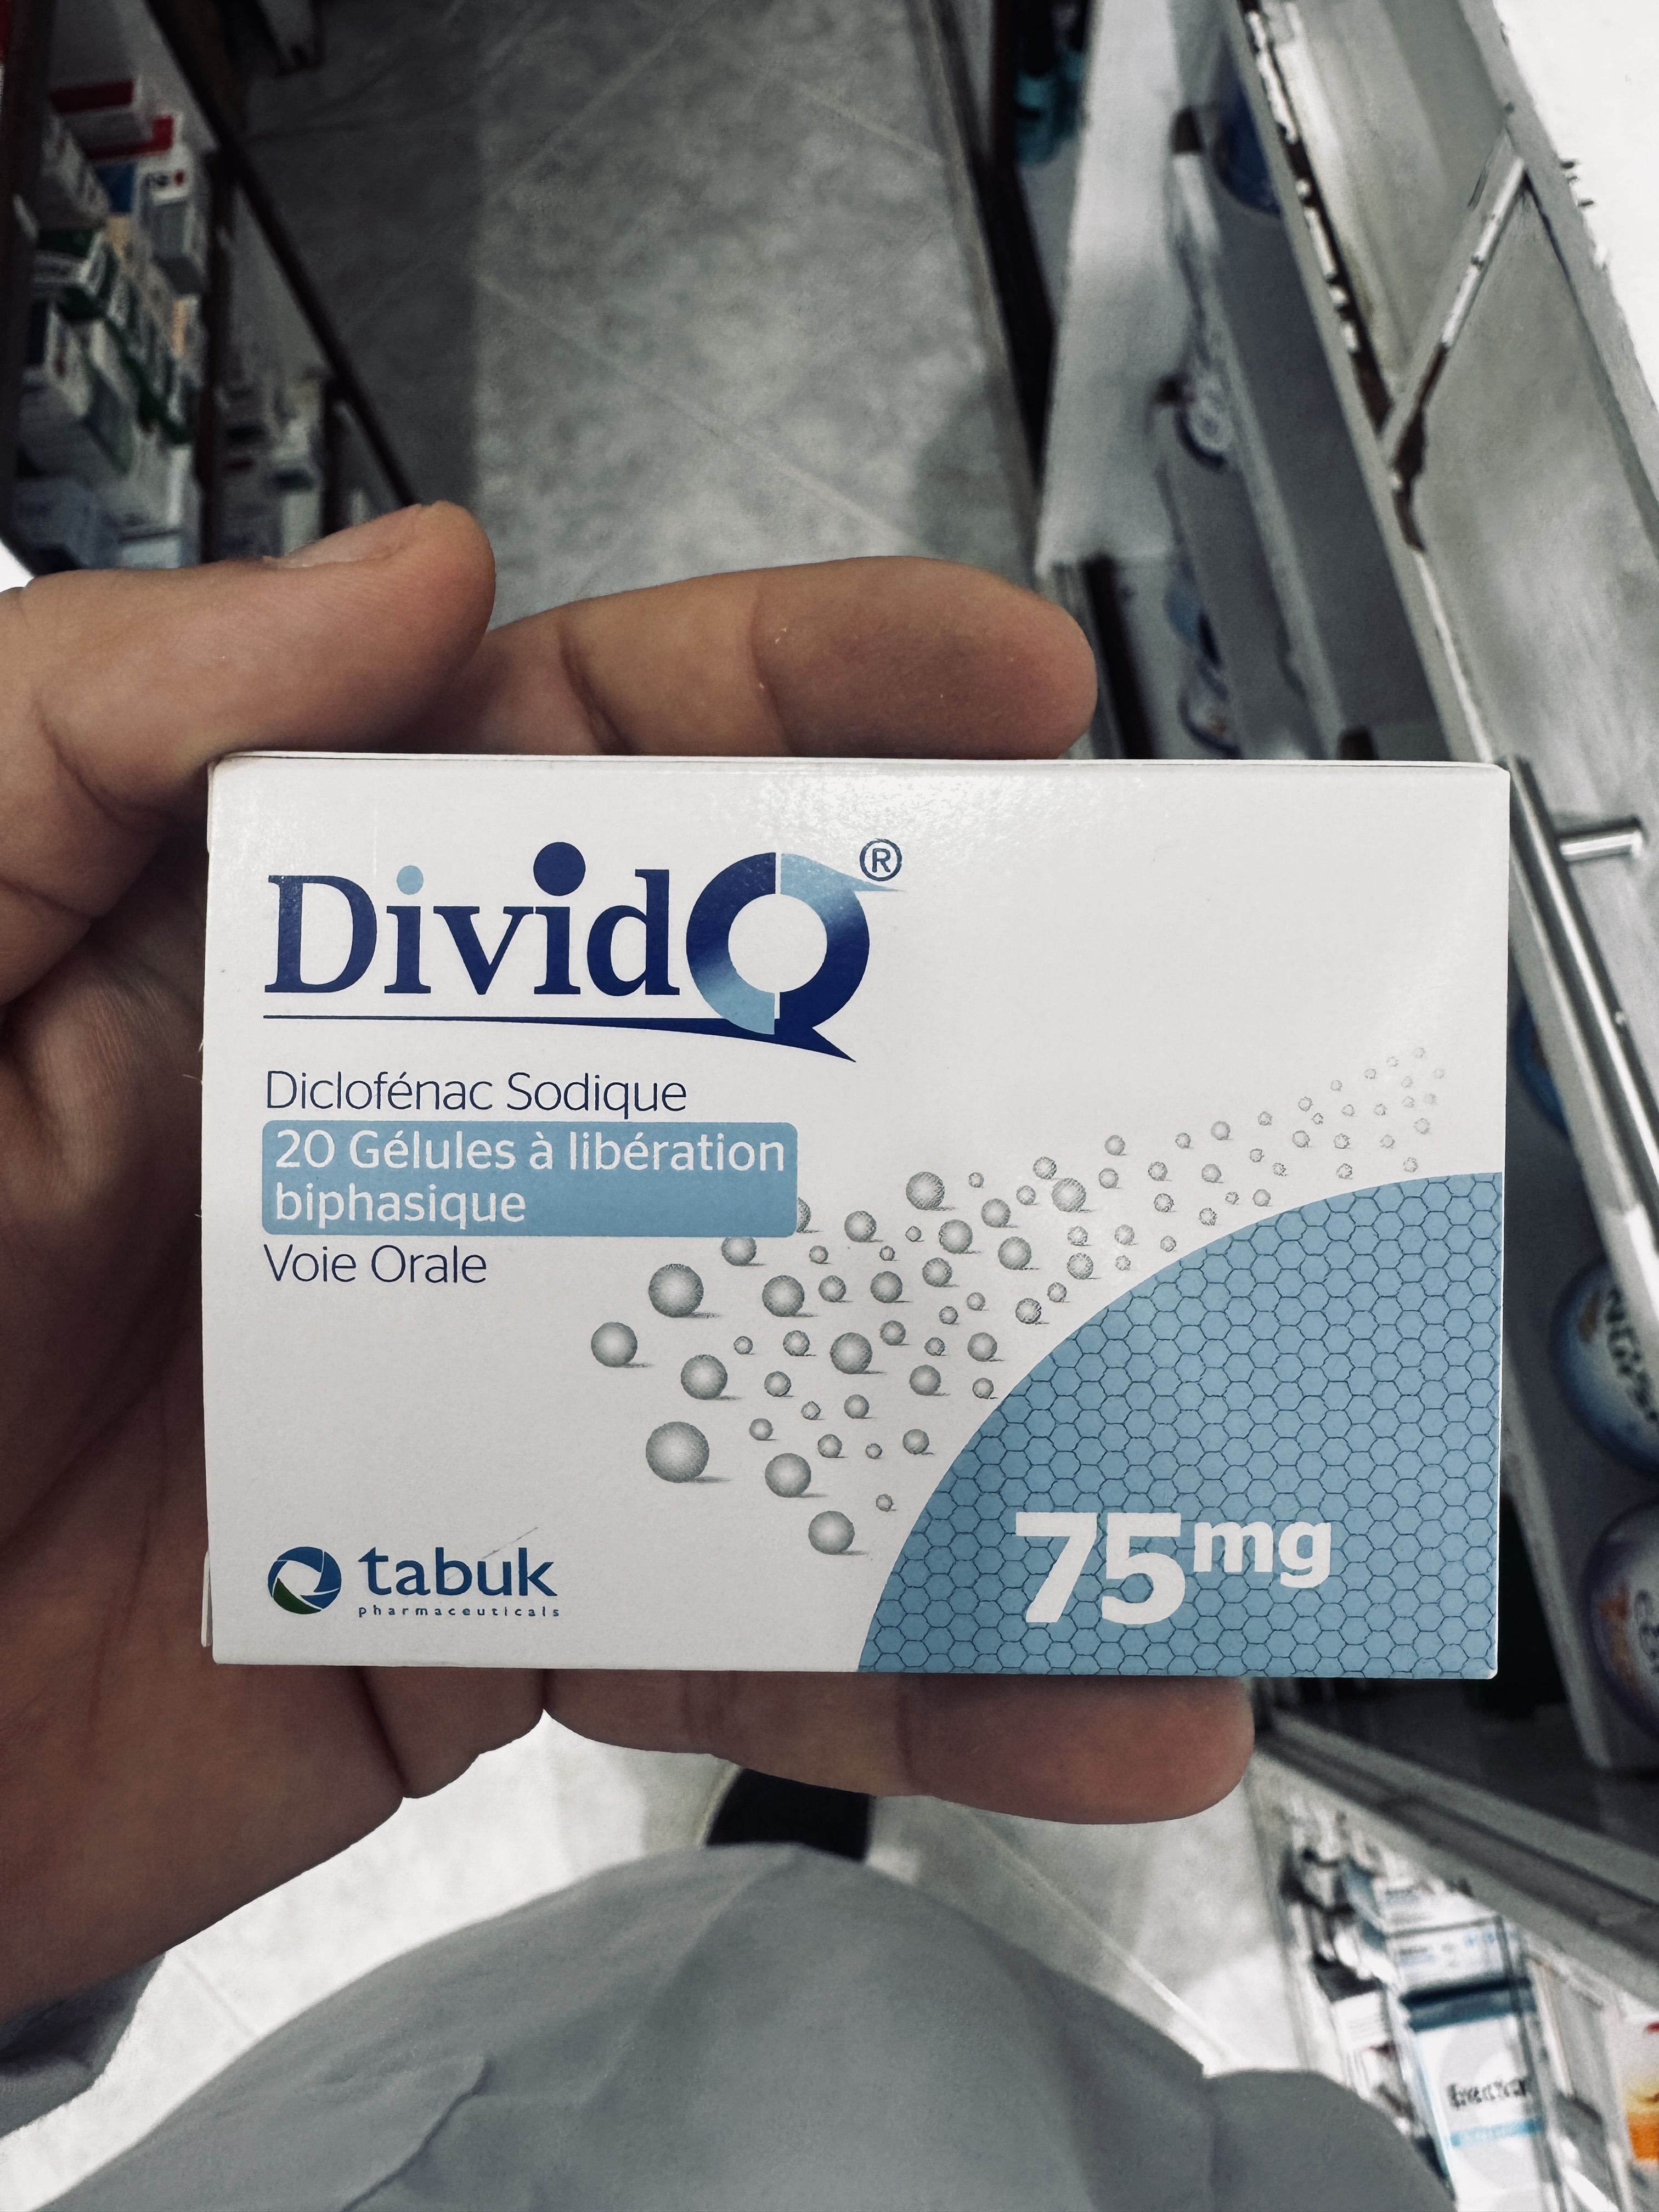 Divido®
Diclofénac Sodique
20 Gélules à libération
biphasique
Voie Orale
tabuk
pharmaceuticals
75mg